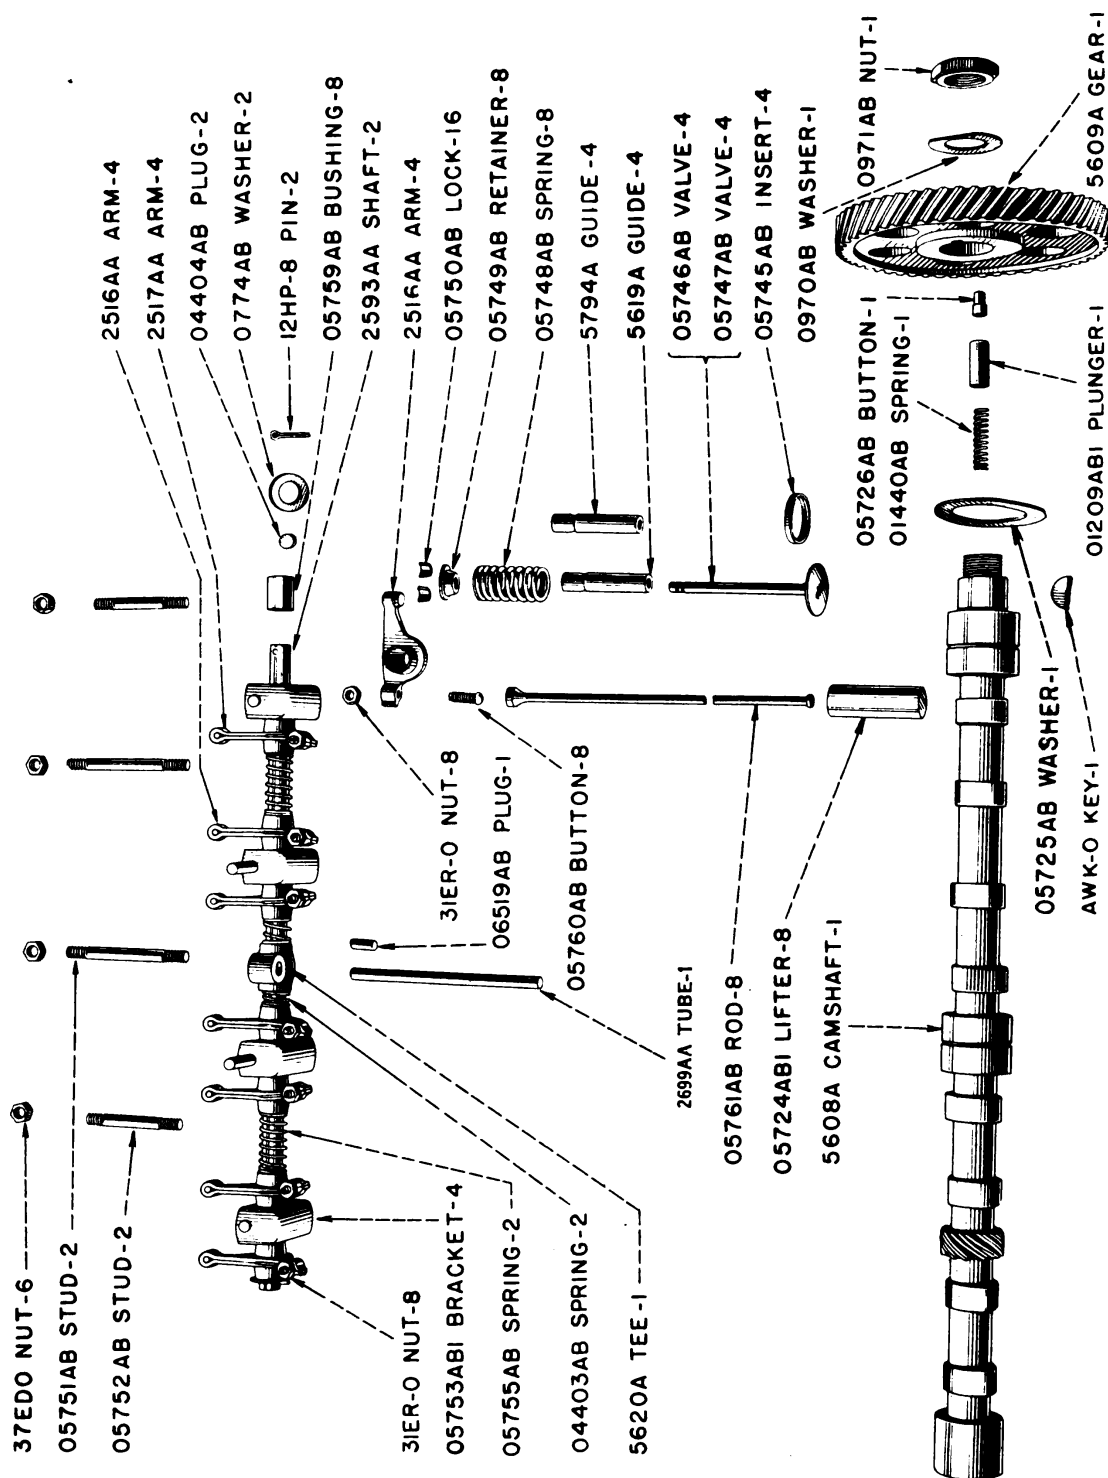 37EDO NUT-6
05751AB STUD-2
05752AB STUD-2
2516AA ARM-4
2517AA ARM-4
04404AB PLUG-2
0774AB WASHER-2
12HP-8 PIN-2
05759AB BUSHING-8
2593AA SHAFT-2
2516AA ARM-4
05750AB LOCK-16
05749AB RETAINER-8
05748AB SPRING-8
5794A GUIDE-4
5619A GUIDE-4
05746AB VALVE-4
05747AB VALVE-4
05745AB INSERT-4
0970AB WASHER-1
0971AB NUT-1
5609A GEAR-1
31ER-O NUT-8
05753AB1 BRACKET-4
05755AB SPRING-2
04403AB SPRING-2
5620A TEE-1
31ER-O NUT-8
06519AB PLUG-1
05760AB BUTTON-8
2699AA TUBE-1
05761AB ROD-8
05724AB1 LIFTER-8
5608A CAMSHAFT-1
05726AB BUTTON-1
01440AB SPRING-1
05725AB WASHER-1
AWK-O KEY-1
01209AB1 PLUNGER-1